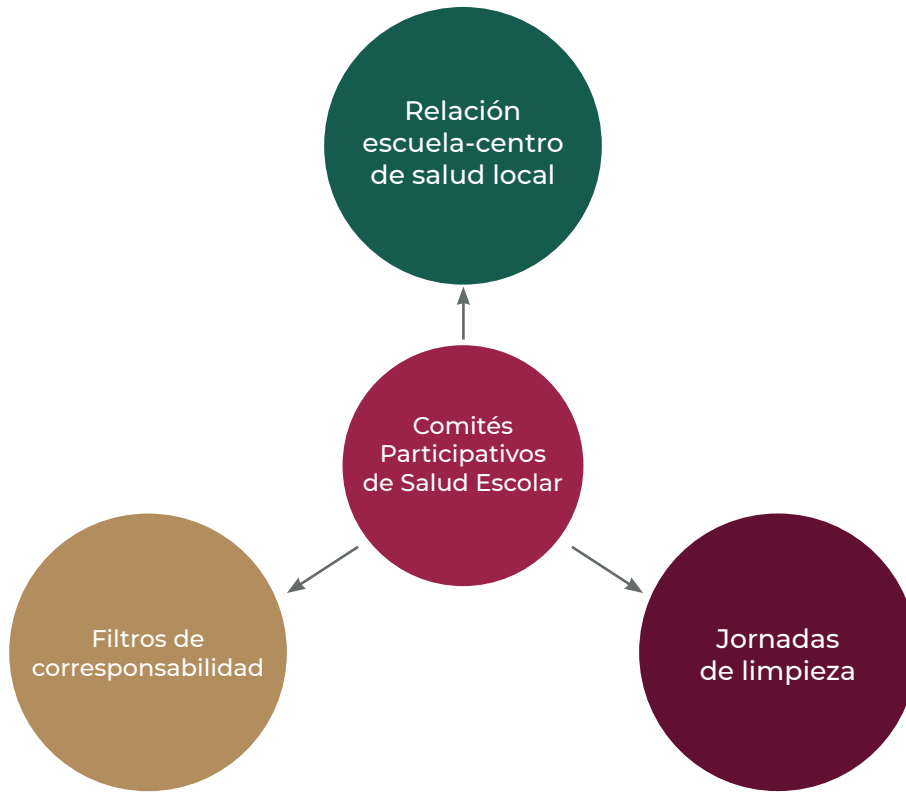 Relación
escuela-centro
de salud local
Comités
Participativos
de Salud Escolar
Filtros de
corresponsabilidad
Jornadas
de limpieza